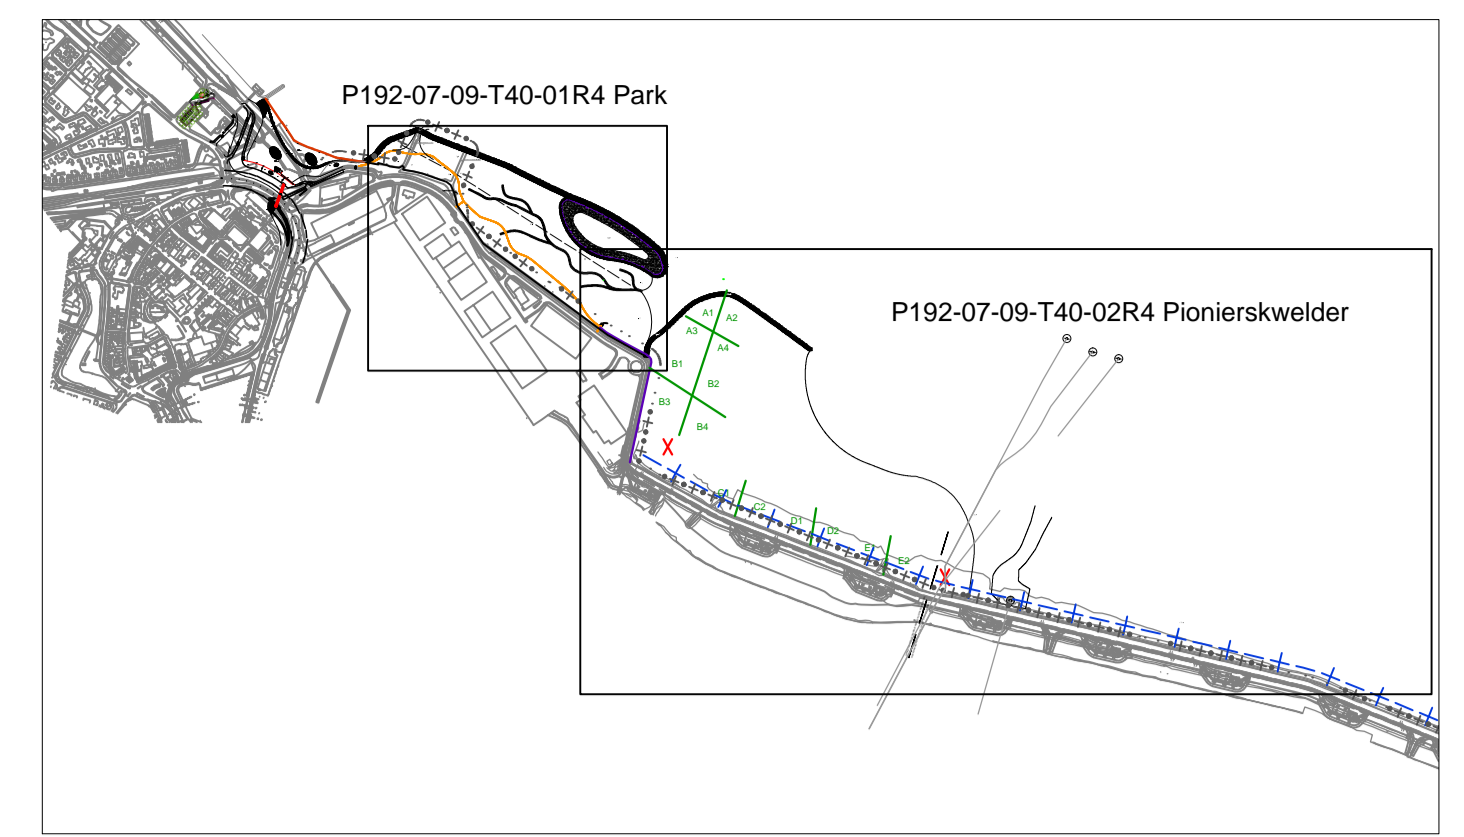 P192-07-09-T40-01R4 Park
P192-07-09-T40-02R4 Pionierskwelder
A1
A2
A3
A4
B1
B2
B3
B4
C1
C2
D1
D2
E1
E2